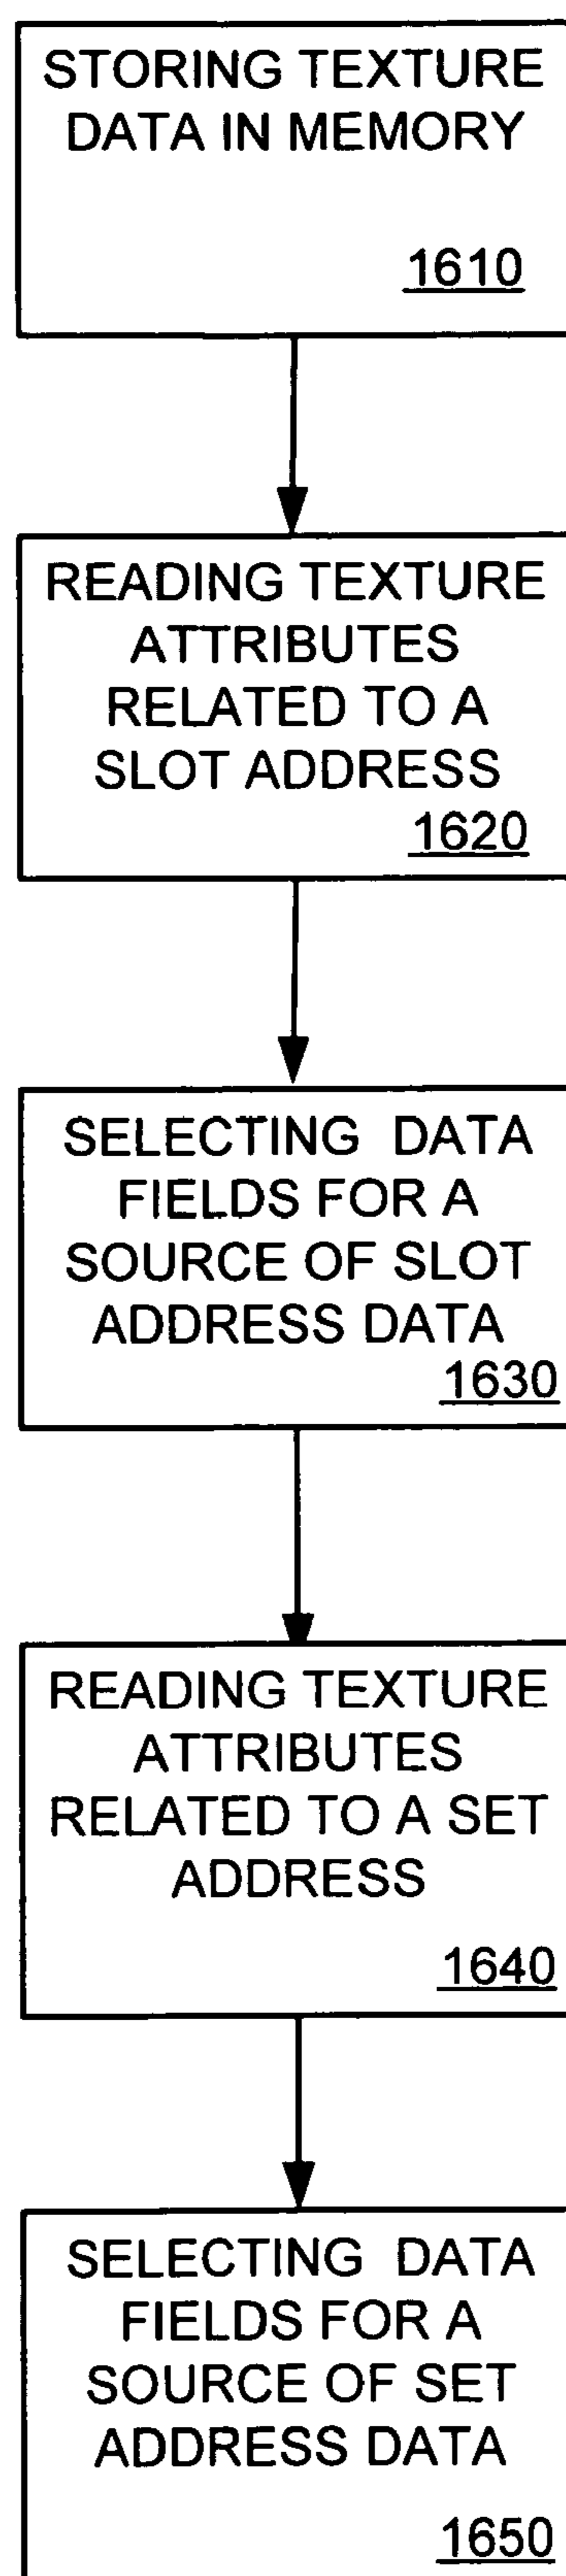 STORING TEXTURE
DATA IN MEMORY
1610
READING TEXTURE
ATTRIBUTES
RELATED TO A
SLOT ADDRESS
1620
SELECTING DATA
FIELDS FOR A
SOURCE OF SLOT
ADDRESS DATA
1630
READING TEXTURE
ATTRIBUTES
RELATED TO A SET
ADDRESS
1640
SELECTING DATA
FIELDS FOR A
SOURCE OF SET
ADDRESS DATA
1650